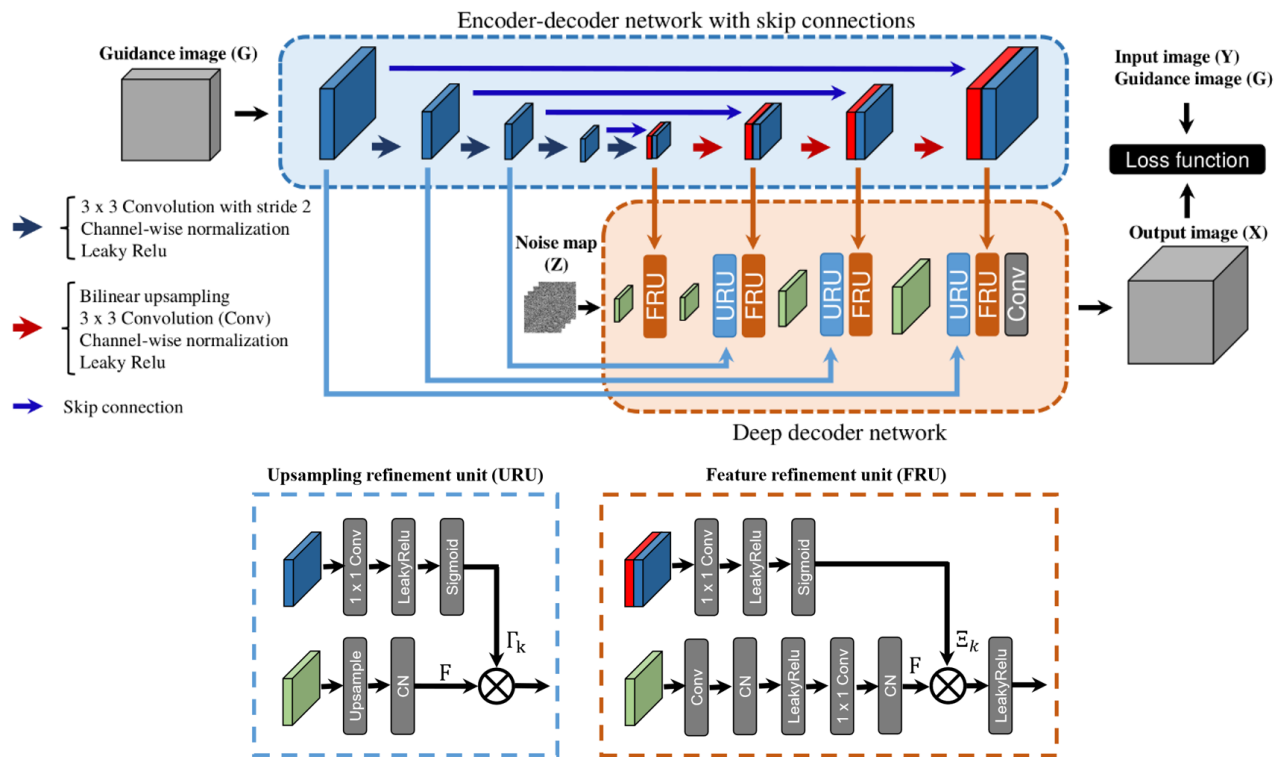 Encoder-decoder network with skip connections
Guidance image (G)
Input image (Y)
Guidance image (G)
Loss function
Output image (X)
3 x 3 Convolution with stride 2
Channel-wise normalization
Leaky Relu
Bilinear upsampling
3 x 3 Convolution (Conv)
Channel-wise normalization
Leaky Relu
Skip connection
Noise map
(Z)
FRU
URU
FRU
URU
FRU
URU
FRU
Conv
Deep decoder network
Upsampling refinement unit (URU)
1 x 1 Conv
LeakyRelu
Sigmoid
Γk
Upsample
CN
F
Feature refinement unit (FRU)
1 x 1 Conv
LeakyRelu
Sigmoid
Ξk
Conv
CN
LeakyRelu
1 x 1 Conv
CN
F
LeakyRelu